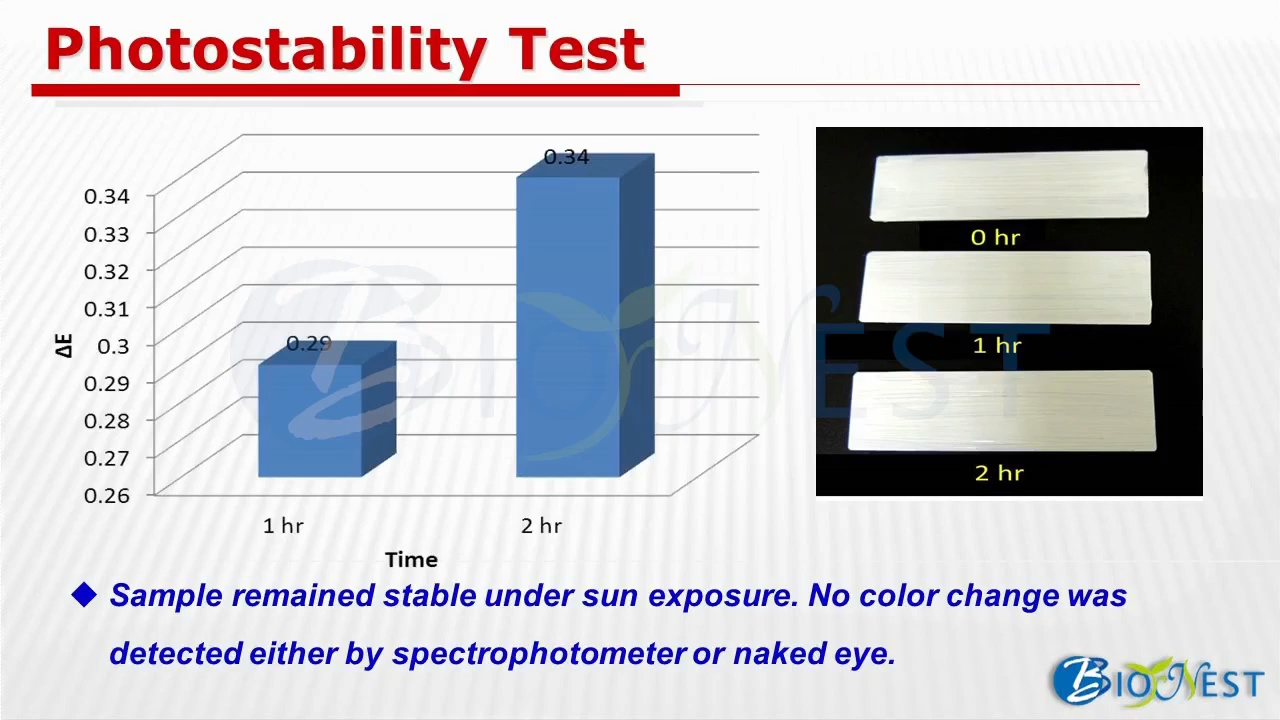 Photostability Test
0.34
0.33
0.32
0.31
0.3
0.29
0.28
0.27
0.26
ΔE
0.29
0.34
1 hr
2 hr
Time
0 hr
1 hr
2 hr
BIONEST
Sample remained stable under sun exposure. No color change was
detected either by spectrophotometer or naked eye.
BIONEST